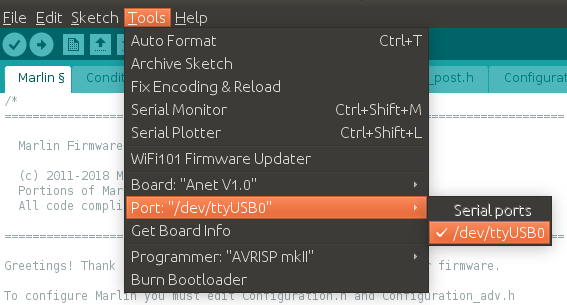 File Edit Sketch Tools Help
Marlin § Condi _post.h Configurat
Auto Format Ctrl+T
Archive Sketch
Fix Encoding & Reload
Serial Monitor Ctrl+Shift+M
Serial Plotter Ctrl+Shift+L
WiFi101 Firmware Updater
Board: "Anet V1.0"
Port: "/dev/ttyUSB0"
Get Board Info
Programmer: "AVRISP mkII"
Burn Bootloader
Serial ports
/dev/ttyUSB0
/*
Marlin Firmware
(c) 2011-2018 M
Portions of Mar
All code compli
Greetings! Thank r firmware.
To configure Marlin you must edit Configuration.h and Configuration_adv.h